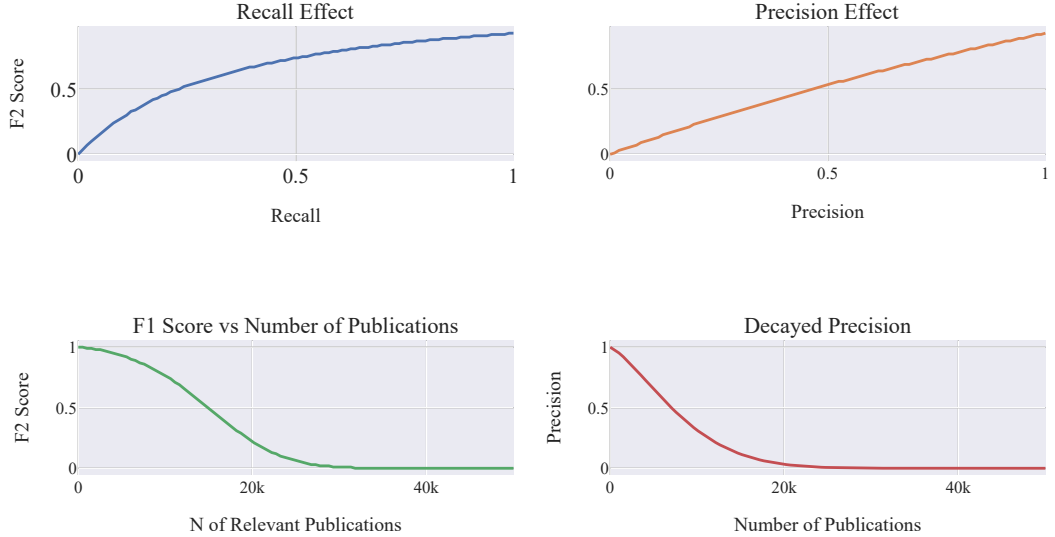 Recall Effect
F2 Score
0.5
0
0
0.5
1
Recall
Precision Effect
0.5
0
0
0.5
1
Precision
F1 Score vs Number of Publications
F2 Score
1
0.5
0
0
20k
40k
N of Relevant Publications
Decayed Precision
Precision
1
0.5
0
0
20k
40k
Number of Publications